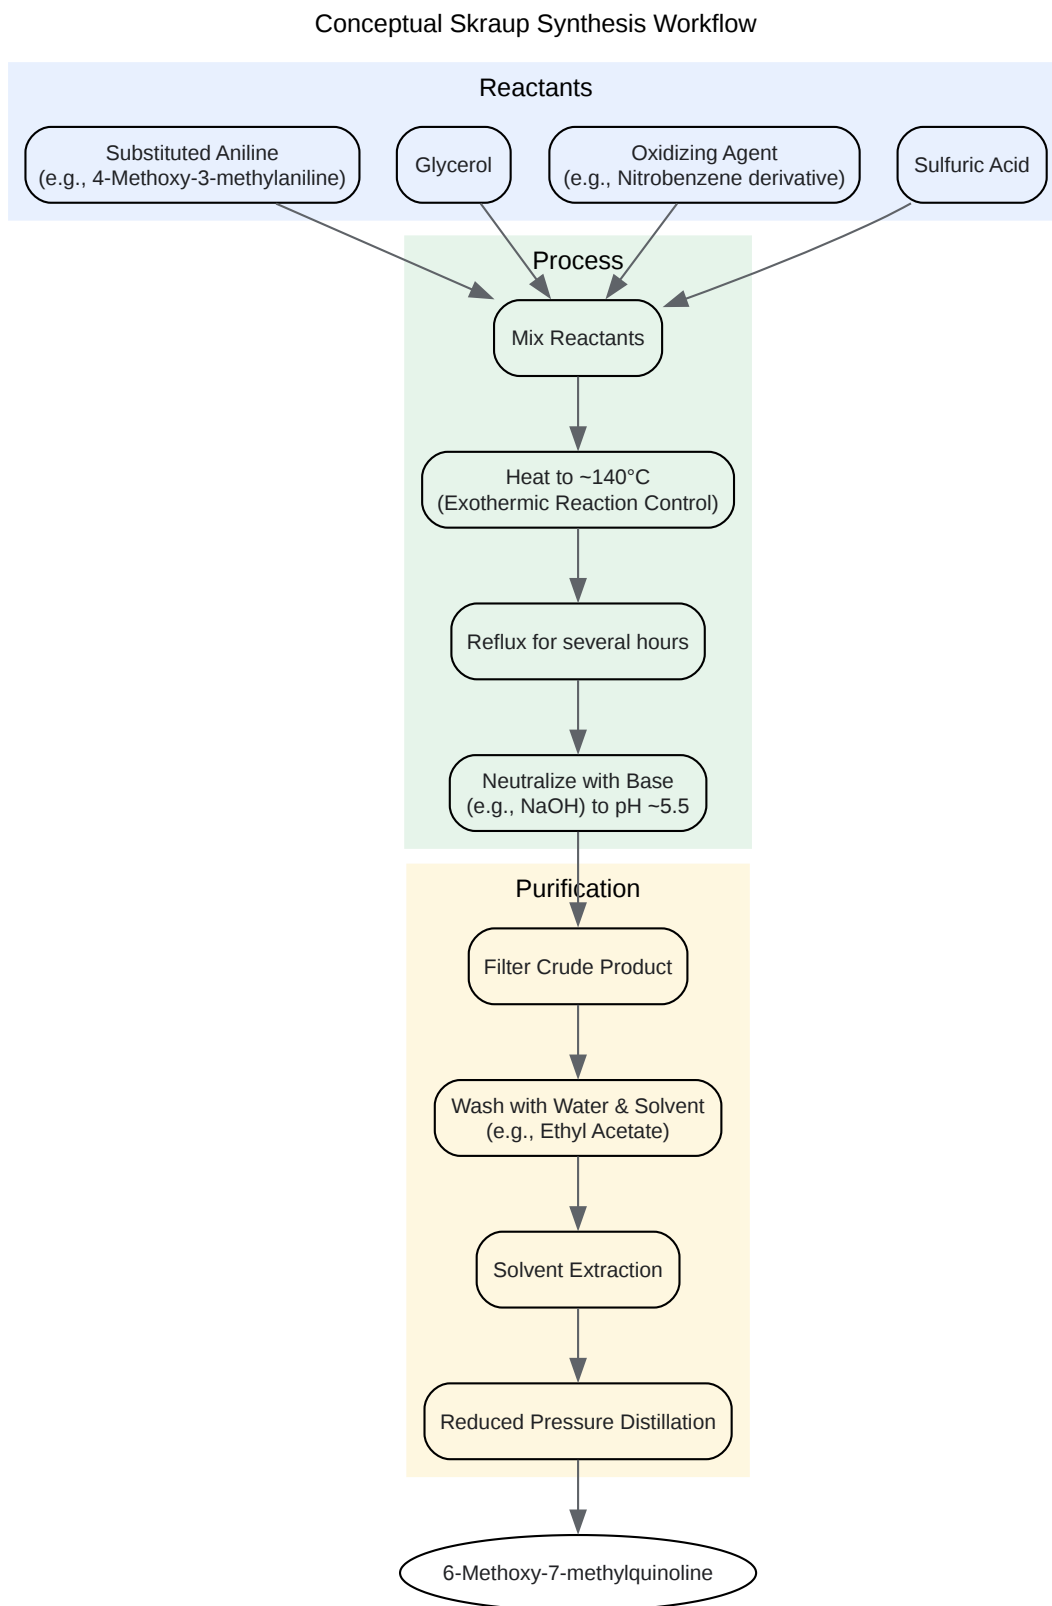 Conceptual Skraup Synthesis Workflow
Reactants
Substituted Aniline
(e.g., 4-Methoxy-3-methylaniline)
Glycerol
Oxidizing Agent
(e.g., Nitrobenzene derivative)
Sulfuric Acid
Process
Mix Reactants
Heat to ~140°C
(Exothermic Reaction Control)
Reflux for several hours
Neutralize with Base
(e.g., NaOH) to pH ~5.5
Purification
Filter Crude Product
Wash with Water & Solvent
(e.g., Ethyl Acetate)
Solvent Extraction
Reduced Pressure Distillation
6-Methoxy-7-methylquinoline